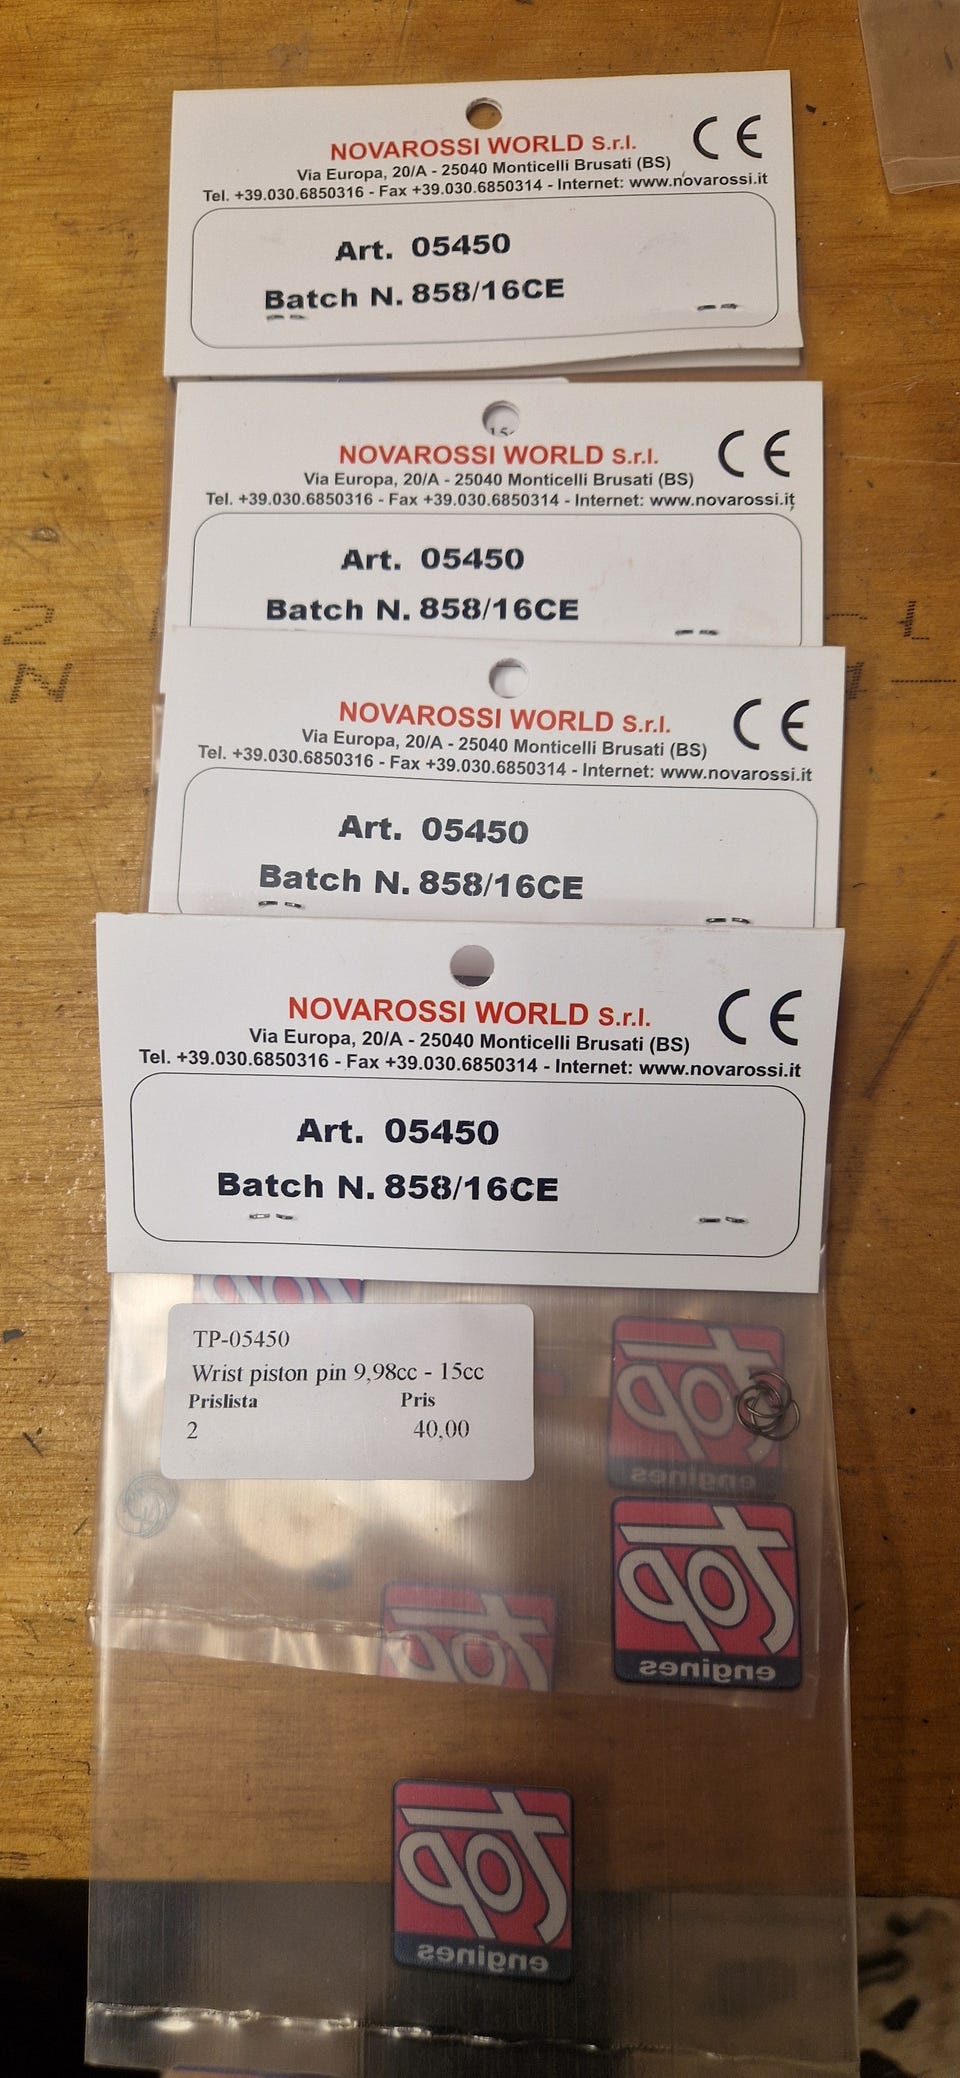 NOVAROSSI WORLD S.r.l. CE
Via Europa, 20/A - 25040 Monticelli Brusati (BS)
Tel. +39.030.6850316 - Fax +39.030.6850314 - Internet: www.novarossi.it
Art. 05450
Batch N. 858/16CE
NOVAROSSI WORLD S.r.l. CE
Via Europa, 20/A - 25040 Monticelli Brusati (BS)
Tel. +39.030.6850316 - Fax +39.030.6850314 - Internet: www.novarossi.it
Art. 05450
Batch N. 858/16CE
NOVAROSSI WORLD S.r.l. CE
Via Europa, 20/A - 25040 Monticelli Brusati (BS)
Tel. +39.030.6850316 - Fax +39.030.6850314 - Internet: www.novarossi.it
Art. 05450
Batch N. 858/16CE
NOVAROSSI WORLD S.r.l. CE
Via Europa, 20/A - 25040 Monticelli Brusati (BS)
Tel. +39.030.6850316 - Fax +39.030.6850314 - Internet: www.novarossi.it
Art. 05450
Batch N. 858/16CE
TP-05450
Wrist piston pin 9,98cc - 15cc
Prislista Pris
2 40,00
top
engines
top
engines
top
top
engines